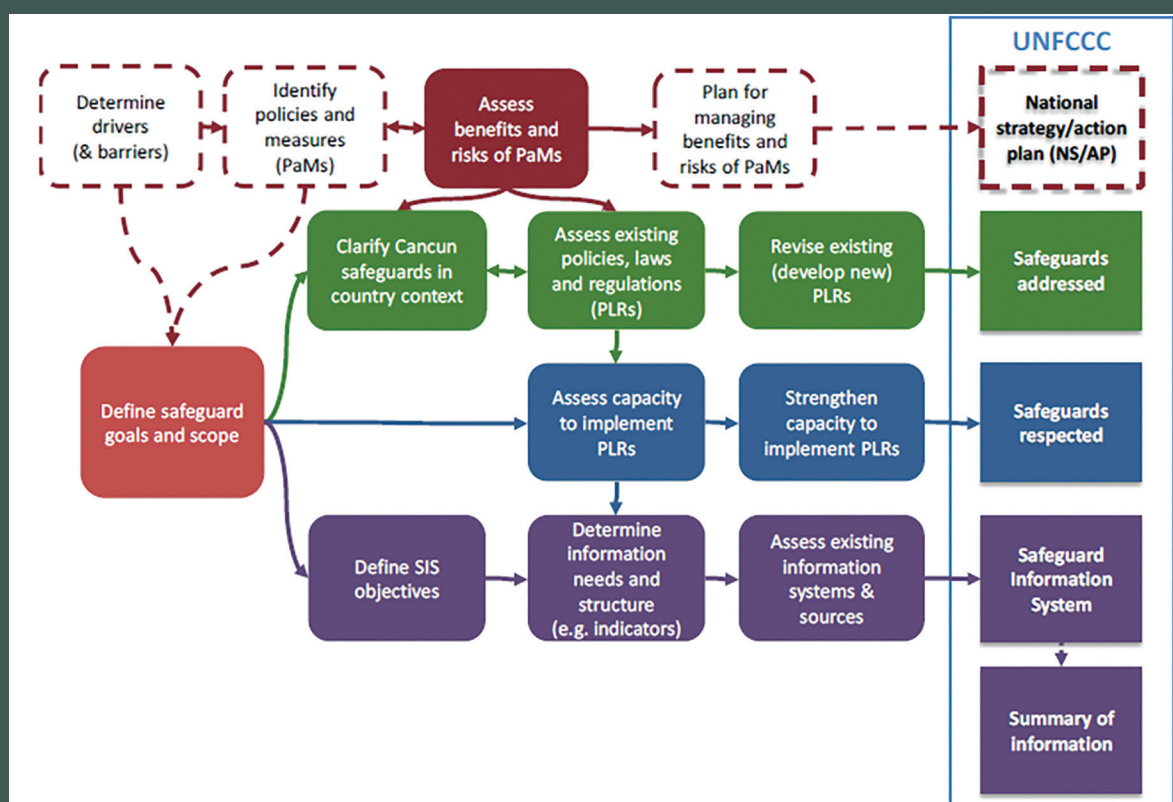 UNFCCC
Determine
drivers
(& barriers)
Identify
policies and
measures
(PaMs)
Assess
benefits and
risks of PaMs
Plan for
managing
benefits and
risks of PaMs
National
strategy/action
plan (NS/AP)
Clarify Cancun
safeguards in
country context
Assess existing
policies, laws
and regulations
(PLRs)
Revise existing
(develop new)
PLRs
Safeguards
addressed
Define safeguard
goals and scope
Assess capacity
to implement
PLRs
Strengthen
capacity to
implement PLRs
Safeguards
respected
Define SIS
objectives
Determine
information
needs and
structure
(e.g. indicators)
Assess existing
information
systems &
sources
Safeguard
Information
System
Summary of
information